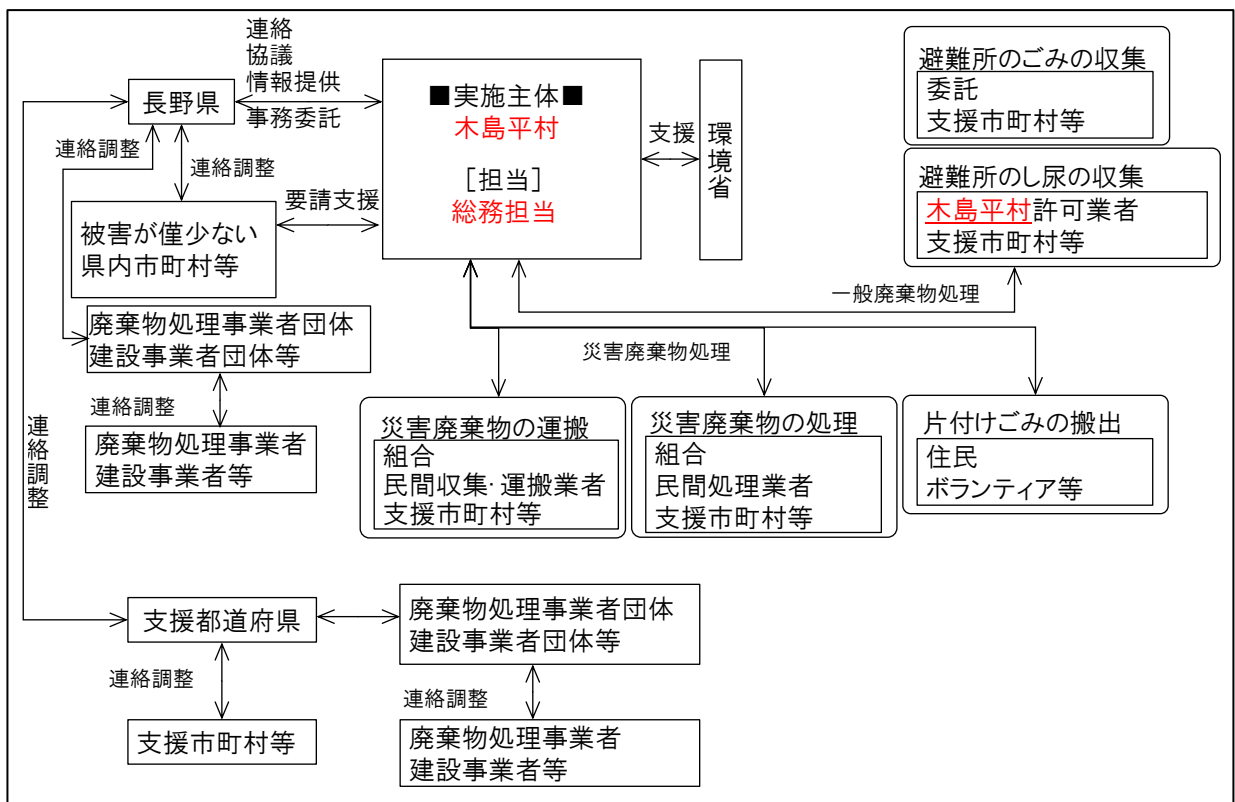 連絡
協議
情報提供
事務委託
長野県
連絡調整
連絡調整
要請支援
被害が僅少ない
県内市町村等
■実施主体■
木島平村
［担当］
総務担当
支援
環境省
避難所のごみの収集
委託
支援市町村等
避難所のし尿の収集
木島平村許可業者
支援市町村等
一般廃棄物処理
廃棄物処理事業者団体
建設事業者団体等
連絡調整
廃棄物処理事業者
建設事業者等
連絡調整
災害廃棄物処理
災害廃棄物の運搬
組合
民間収集･運搬業者
支援市町村等
災害廃棄物の処理
組合
民間処理業者
支援市町村等
片付けごみの搬出
住民
ボランティア等
支援都道府県
連絡調整
支援市町村等
廃棄物処理事業者団体
建設事業者団体等
連絡調整
廃棄物処理事業者
建設事業者等